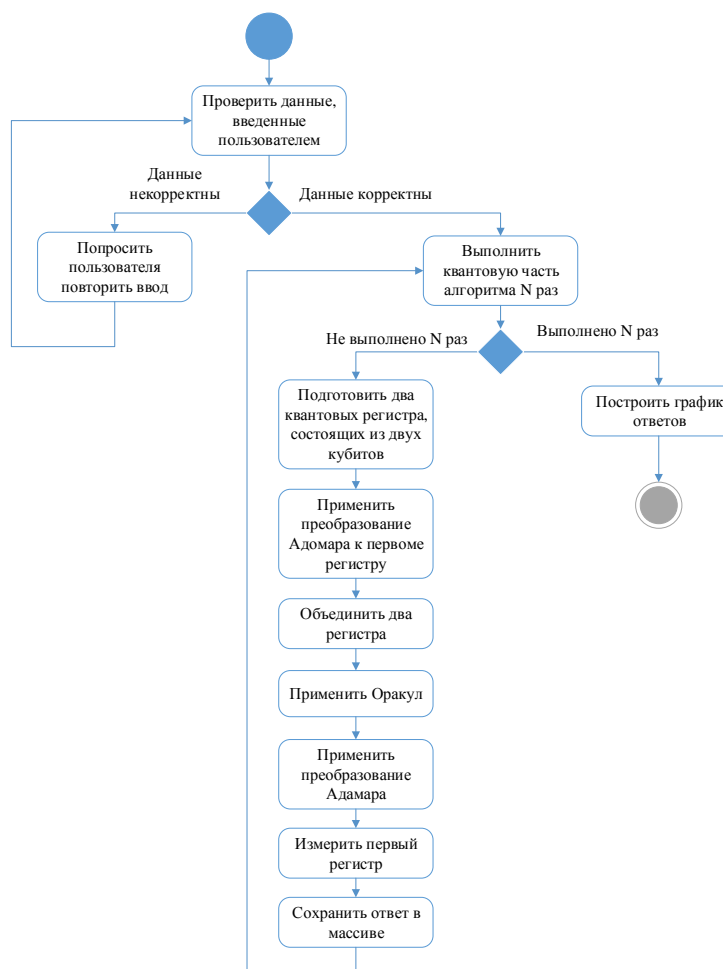 Проверить данные,
введенные
пользователем
Данные
некорректны
Данные корректны
Попросить
пользователя
повторить ввод
Выполнить
квантовую часть
алгоритма N раз
Не выполнено N раз
Выполнено N раз
Подготовить два
квантовых регистра,
состоящих из двух
кубитов
Построить график
ответов
Применить
преобразование
Адомара к первоме
регистру
Объединить два
регистра
Применить Оракул
Применить
преобразование
Адамара
Измерить первый
регистр
Сохранить ответ в
массиве